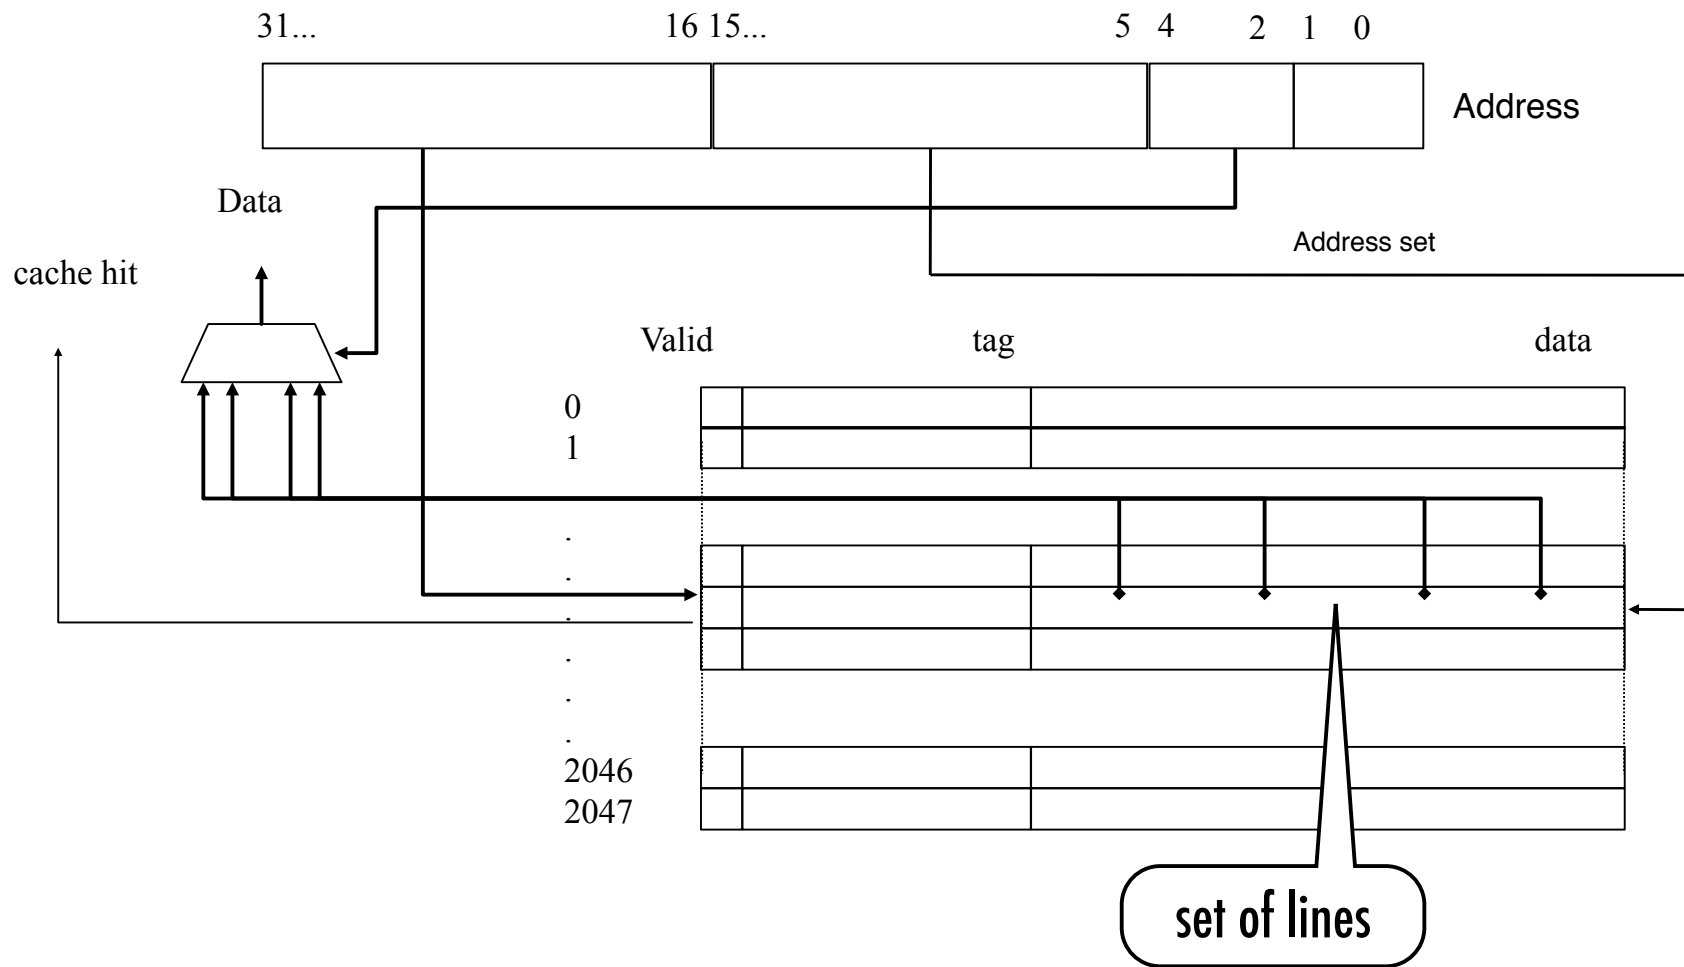 31... 16 15... 5 4 2 1 0
Address
Data
Address set
cache hit
Valid tag data
0
1
.
.
.
.
.
.
2046
2047
set of lines